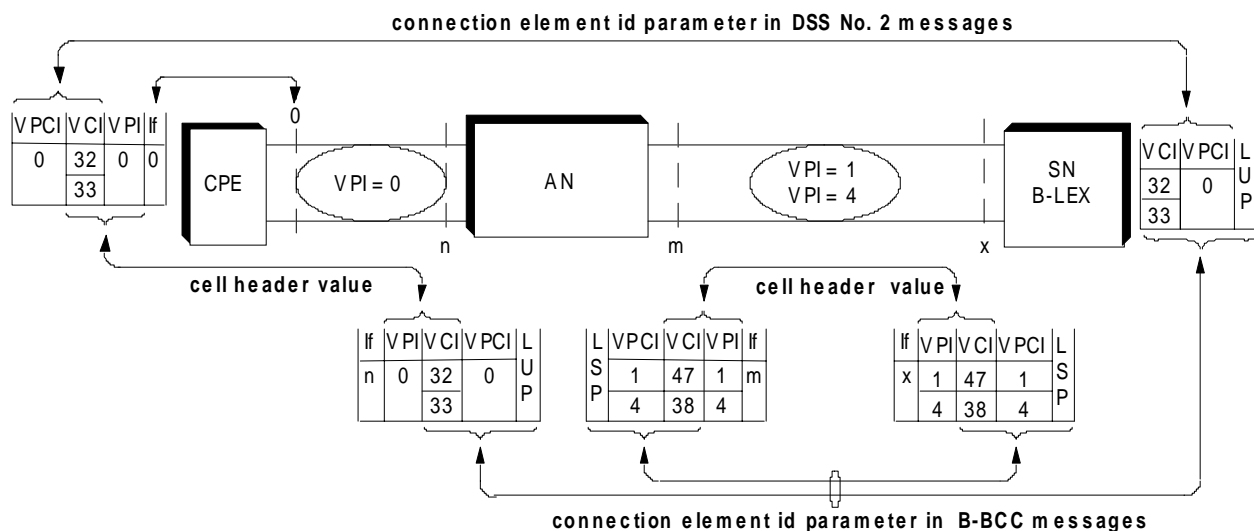 connection element id parameter in DSS No. 2 messages
0
VPCI VCI VPI If
0 32 0 0
33
CPE
VPI = 0
AN
VPI = 1
VPI = 4
SN
B-LEX
VCI VPCI LUP
32 0
33
n
m
x
cell header value
cell header value
If VPI VCI VPCI LUP
n 0 32 0
33
LSP VPCI VCI VPI If
1 47 1 m
4 38 4
If VPI VCI VPCI LSP
x 1 47 1
4 38 4
connection element id parameter in B-BCC messages